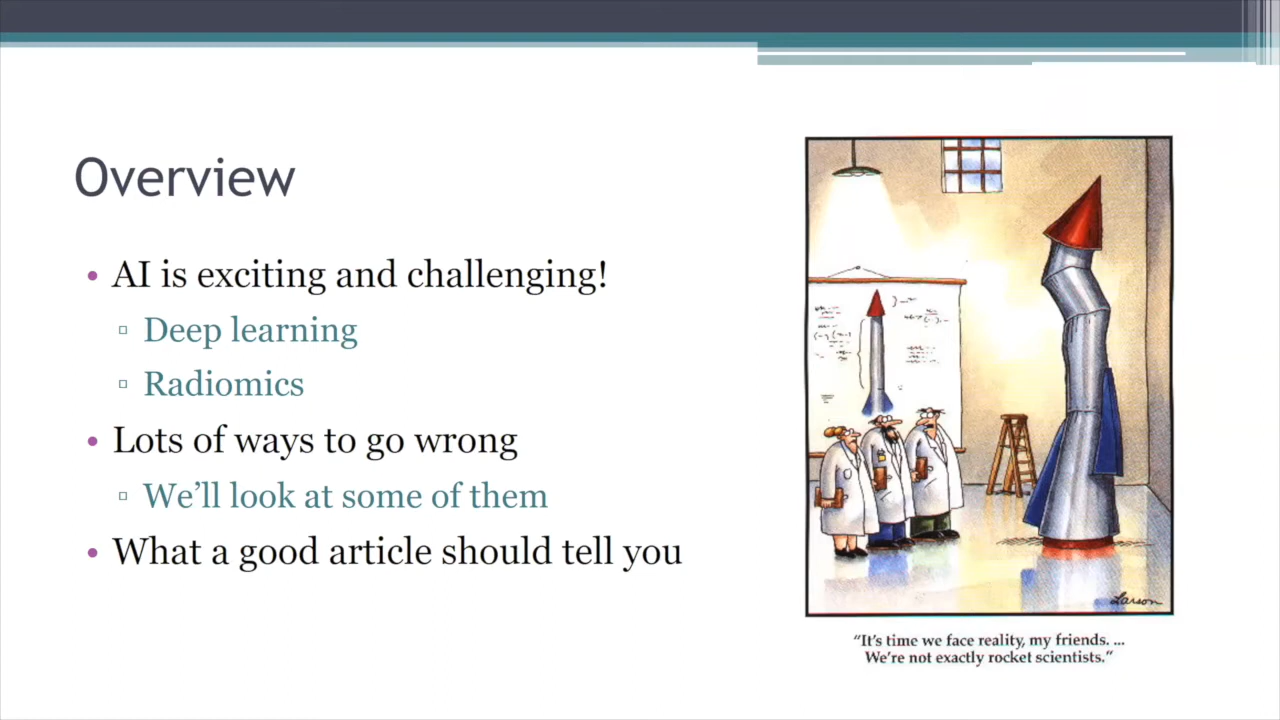 Overview
• AI is exciting and challenging!
▫ Deep learning
▫ Radiomics
• Lots of ways to go wrong
▫ We’ll look at some of them
• What a good article should tell you
Larson
“It’s time we face reality, my friends. ...
We’re not exactly rocket scientists.”